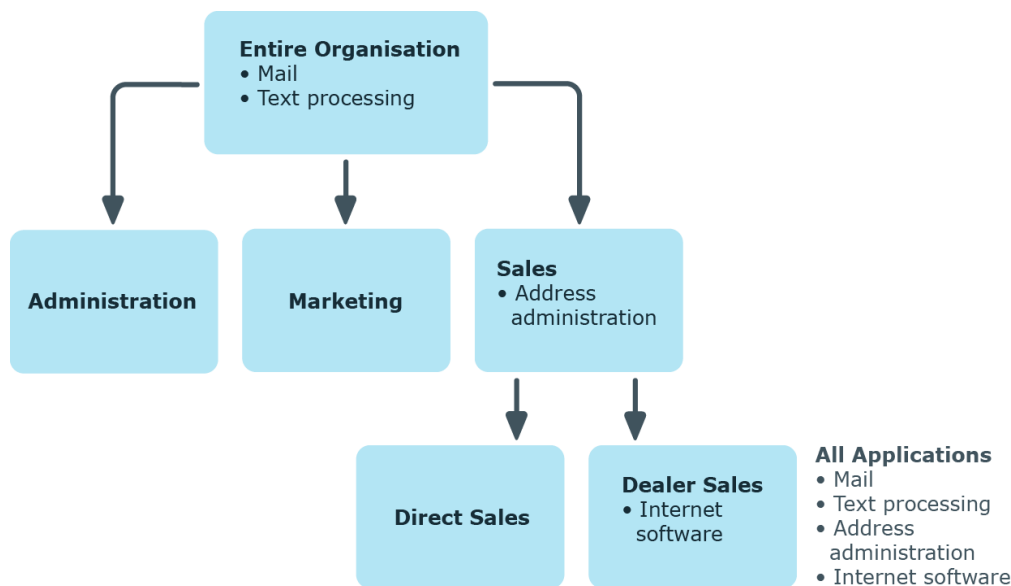 Entire Organisation
• Mail
• Text processing
Administration
Marketing
Sales
• Address
administration
Direct Sales
Dealer Sales
• Internet
software
All Applications
• Mail
• Text processing
• Address
administration
• Internet software